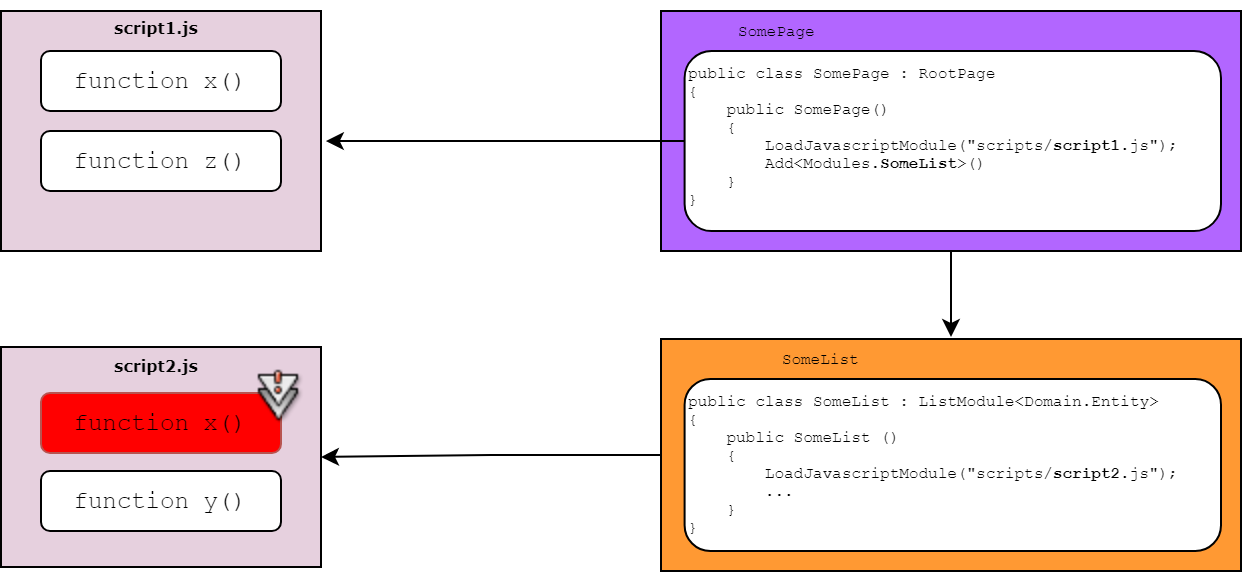 script1.js
function x()
function z()
SomePage
public class SomePage : RootPage
{
    public SomePage()
    {
        LoadJavascriptModule("scripts/script1.js");
        Add<Modules.SomeList>()
    }
}
script2.js
function x()
function y()
SomeList
public class SomeList : ListModule<Domain.Entity>
{
    public SomeList ()
    {
        LoadJavascriptModule("scripts/script2.js");
        ...
    }
}